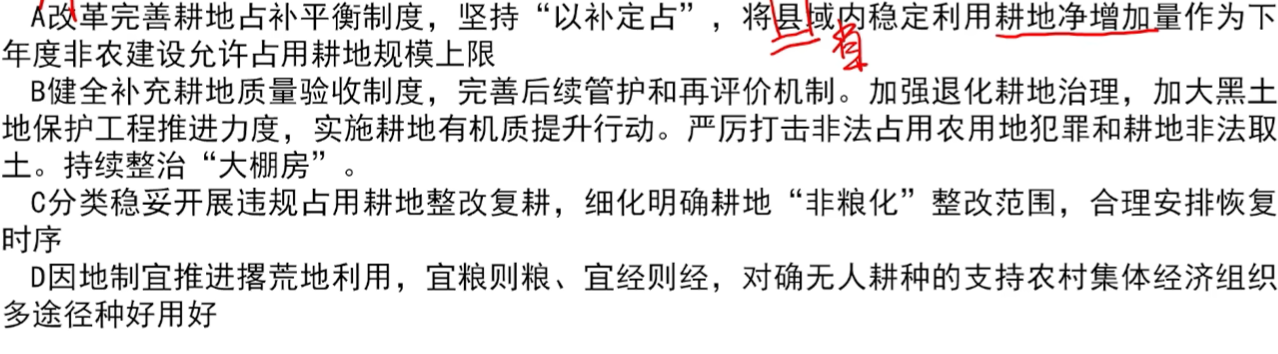 A改革完善耕地占补平衡制度，坚持“以补定占”，将县域内稳定利用耕地净增加量作为下
省
年度非农建设允许占用耕地规模上限
B健全补充耕地质量验收制度，完善后续管护和再评价机制。加强退化耕地治理，加大黑土
地保护工程推进力度，实施耕地有机质提升行动。严厉打击非法占用农用地犯罪和耕地非法取
土。持续整治“大棚房”。
C分类稳妥开展违规占用耕地整改复耕，细化明确耕地“非粮化”整改范围，合理安排恢复
时序
D因地制宜推进撂荒地利用，宜粮则粮、宜经则经，对确无人耕种的支持农村集体经济组织
多途径种好用好